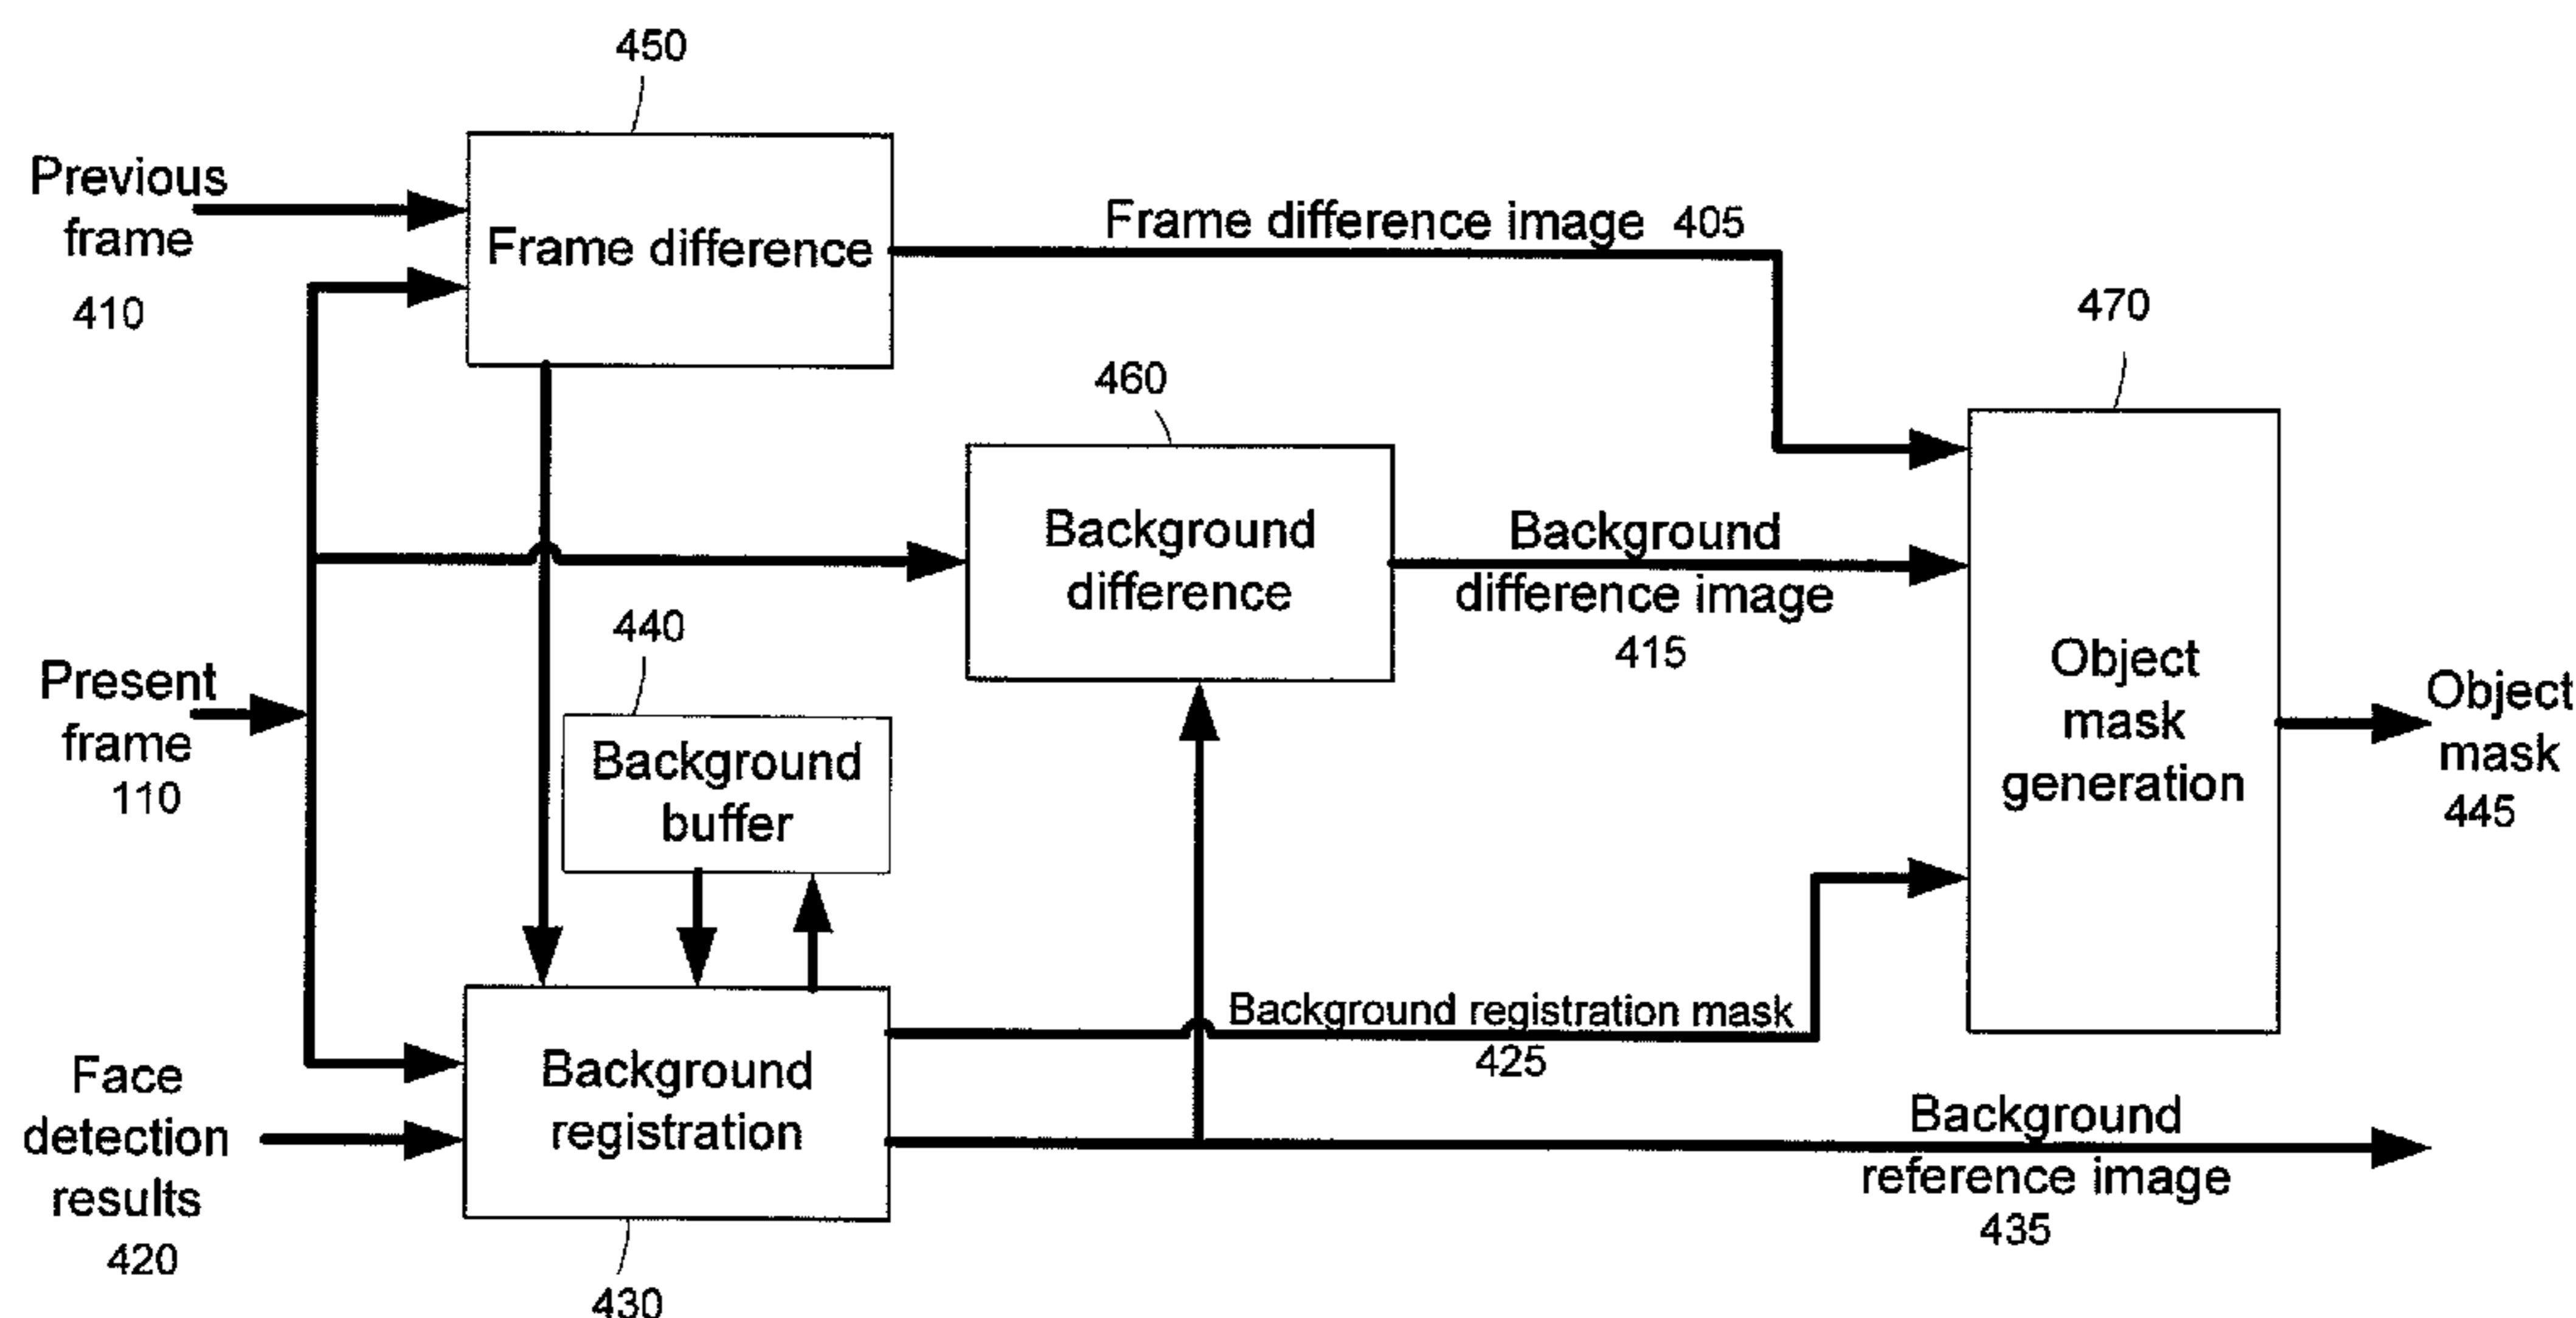 450
Previous
frame
410
Frame difference
Frame difference image 405
470
460
Background
difference
Background
difference image
415
440
Background
buffer
Present
frame
110
Object
mask
generation
Object
mask
445
Background registration mask
425
Face
detection
results
420
Background
registration
430
Background
reference image
435